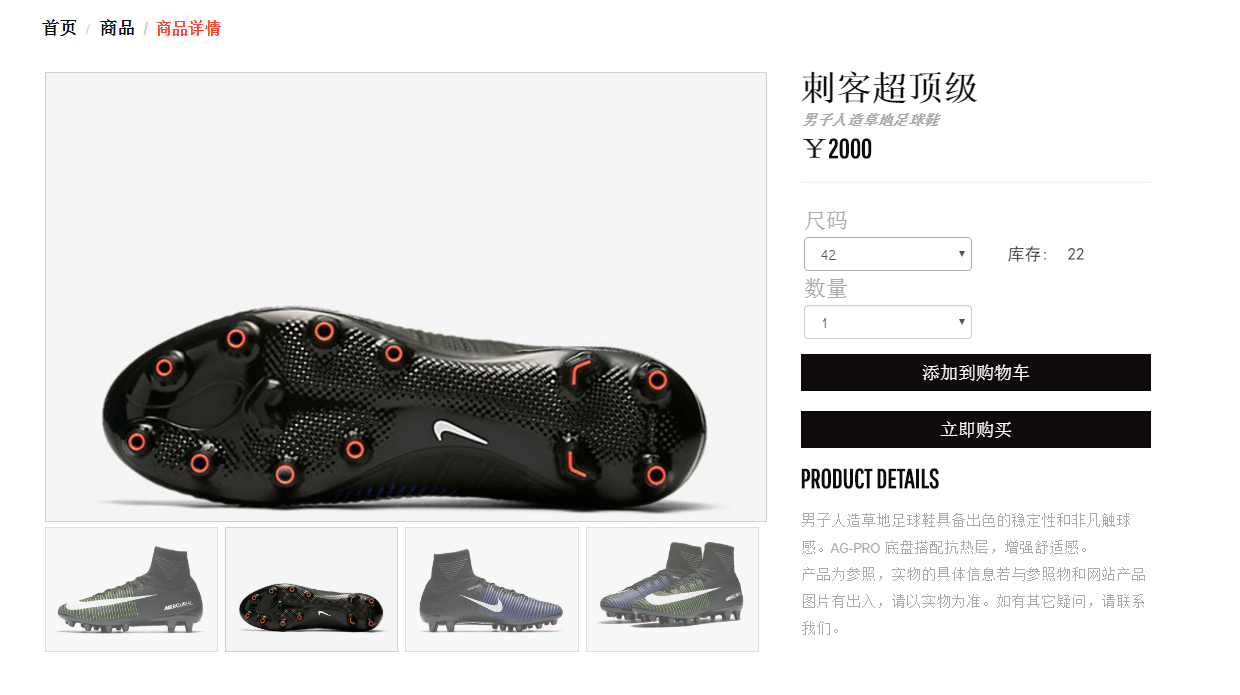 首页 / 商品 / 商品详情
刺客超顶级
男子人造草地足球鞋
￥2000
尺码
42
库存： 22
数量
1
添加到购物车
立即购买
PRODUCT DETAILS
男子人造草地足球鞋具备出色的稳定性和非凡触球
感。AG-PRO 底盘搭配抗热层，增强舒适感。
产品为参照，实物的具体信息若与参照物和网站产品
图片有出入，请以实物为准。如有其它疑问，请联系
我们。
MERCURIAL